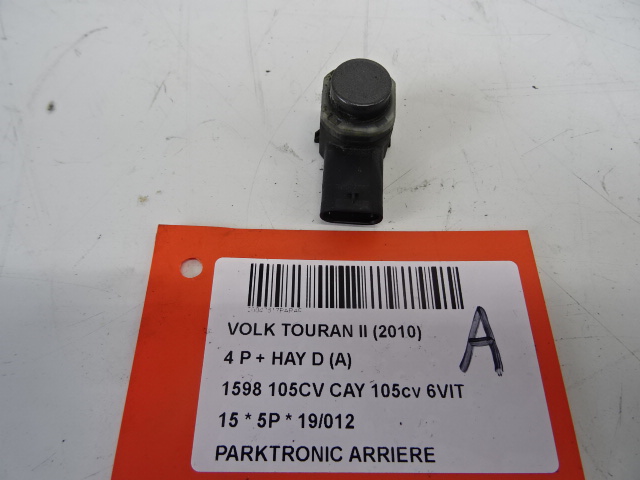 VOLK TOURAN II (2010)
4 P + HAY D (A)
1598 105CV CAY 105cv 6VIT
15 * 5P * 19/012
PARKTRONIC ARRIERE
A